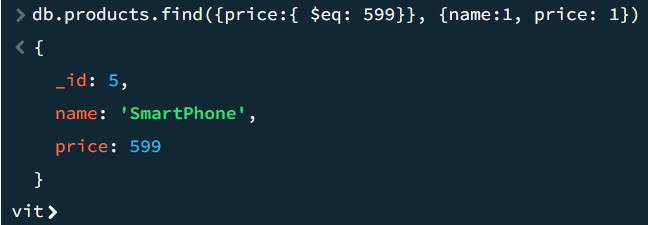 > db.products.find({price:{ $eq: 599}}, {name:1, price: 1})
< {
_id: 5,
name: 'SmartPhone',
price: 599
}
vit>